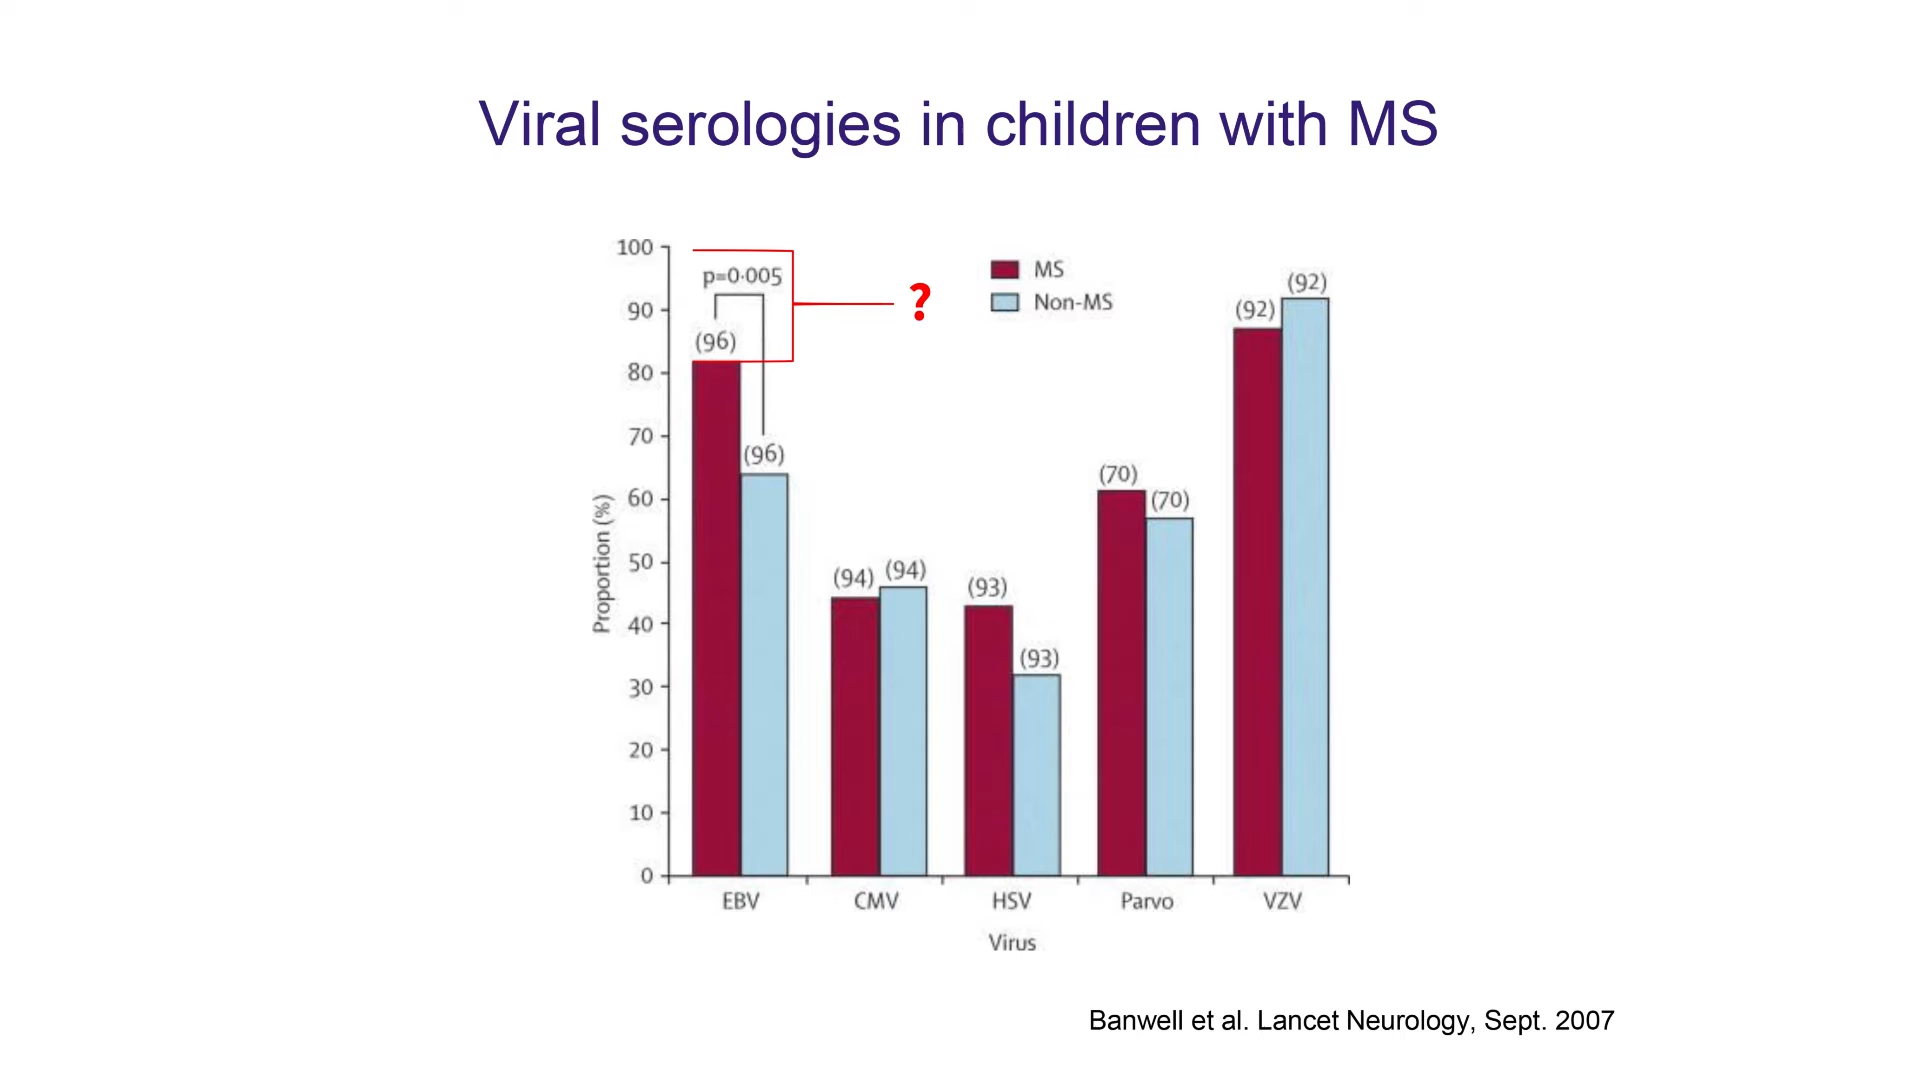 Viral serologies in children with MS
100
90
80
70
60
50
40
30
20
10
0
Proportion (%)
p=0·005
?
MS
Non-MS
(96)
(96)
(94)
(94)
(93)
(93)
(70)
(70)
(92)
(92)
EBV
CMV
HSV
Parvo
VZV
Virus
Banwell et al. Lancet Neurology, Sept. 2007